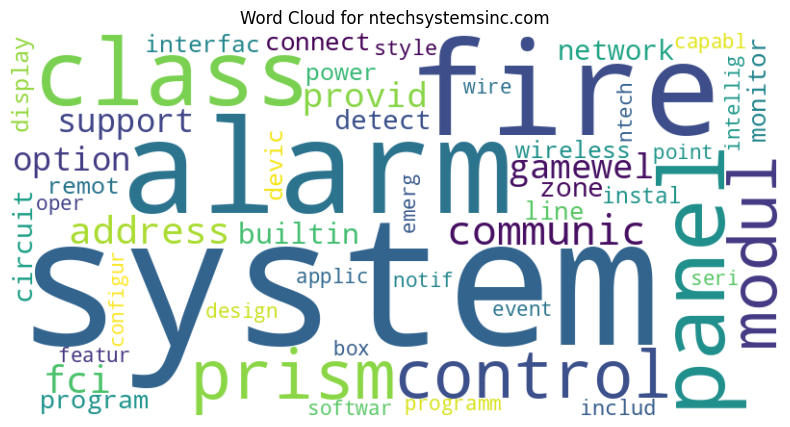 Word Cloud for ntechsystemsinc.com
display
class
interfac
connect
style
power
provid
fire
wire
network
capabl
intellig
monitor
support
detect
ntech
option
alarm
devic
wireless
point
gamewel
remot
oper
zone
instal
emerg
line
panel
modul
circuit
address
builtin
communic
system
configur
applic
notif
seri
design
event
featur
box
fci
prism
control
program
softwar
programm
includ